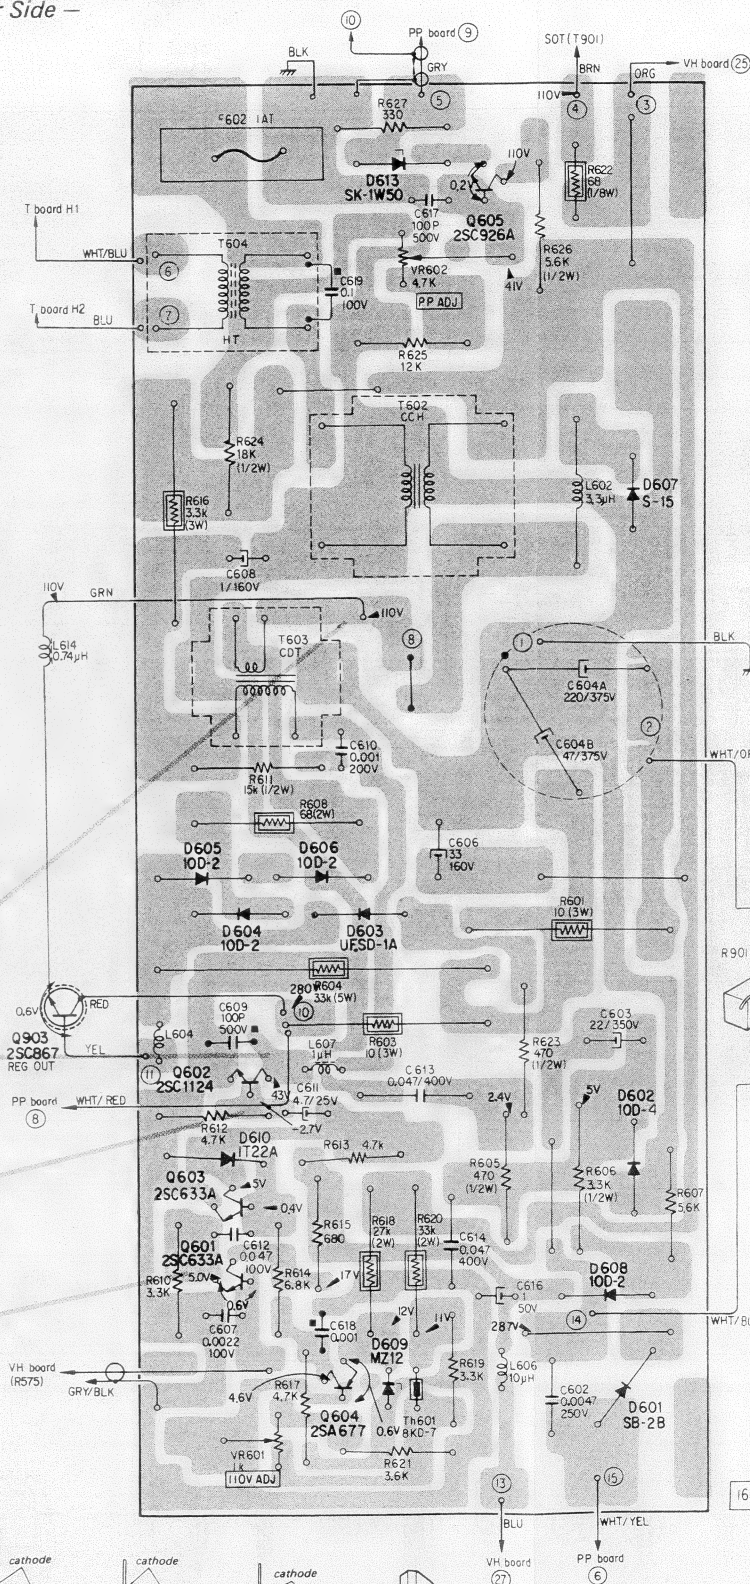 r Side —
10
PP board 9
SOT (T901)
BLK
GRY
BRN
ORG
VH board 25
5
110V
4
3
F602 1AT
R627
330
D613
SK-1W50
C617
100P
500V
0.2V
110V
Q605
2SC926A
R622
68
(1/8W)
R626
5.6K
(1/2W)
T board H1
WHT/BLU
6
T604
C619
0.1
100V
VR602
4.7K
PP ADJ
41V
T board H2
BLU
7
HT
R625
12K
T602
CCH
R624
18K
(1/2W)
R616
3.3k
(3W)
L602
3.3µH
D607
S-15
C608
1/160V
110V
GRN
110V
L614
0.74µH
T603
CDT
8
1
BLK
C604A
220/375V
2
C604B
47/375V
C610
0.001
200V
R611
15k (1/2W)
R608
68(2W)
C606
33
160V
D605
10D-2
D606
10D-2
R601
10 (3W)
D604
10D-2
D603
UFSD-1A
R901
R604
33k (5W)
280V
10
0.6V
RED
Q903
2SC867
REG OUT
YEL
C609
100P
500V
L604
11
R603
10 (3W)
C603
22/350V
R623
470
(1/2W)
L607
1µH
Q602
2SC1124
43V
C611
4.7/25V
C613
0.047/400V
PP board
8
WHT/RED
-2.7V
2.4V
5V
D602
10D-4
R612
4.7K
D610
1T22A
R613 4.7k
Q603
2SC633A
5V
0.4V
R605
470
(1/2W)
R606
3.3K
(1/2W)
R607
5.6K
R615
680
R618
27k
(2W)
R620
33k
(2W)
C614
0.047
400V
Q601
2SC633A
C612
0.047
100V
R610
3.3K
5.0V
0.6V
R614
6.8K
17V
D608
10D-2
C616
1
50V
C607
0.0022
100V
C618
0.001
12V
11V
14
287V
D609
MZ12
R619
3.3K
L606
10µH
VH board
(R575)
GRY/BLK
4.6V
R617
4.7K
Q604
2SA677
0.6V
Th601
8KD-7
C602
0.0047
250V
D601
SB-2B
VR601
1k
110V ADJ
R621
3.6K
13
15
16
BLU
WHT/YEL
VH board
27
PP board
6
cathode
cathode
cathode